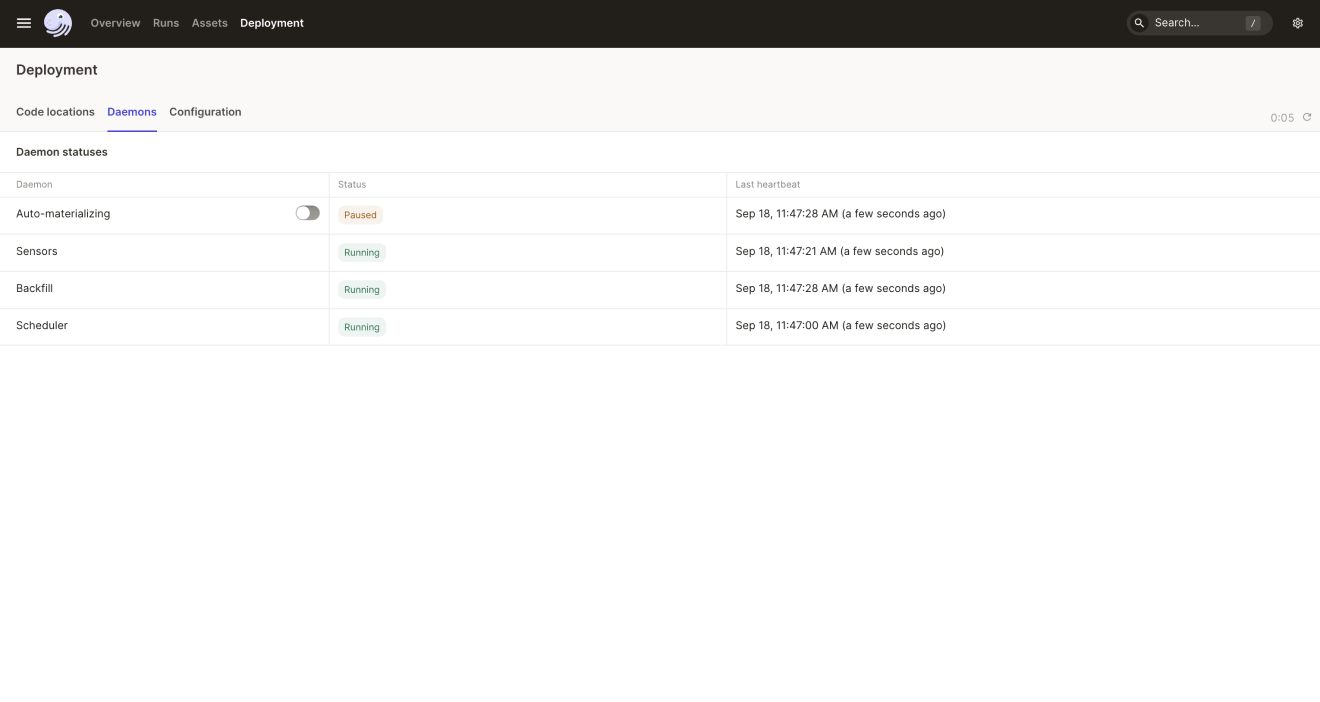 Overview Runs Assets Deployment Search... /
Deployment
Code locations Daemons Configuration 0:05
Daemon statuses
Daemon Status Last heartbeat
Auto-materializing Paused Sep 18, 11:47:28 AM (a few seconds ago)
Sensors Running Sep 18, 11:47:21 AM (a few seconds ago)
Backfill Running Sep 18, 11:47:28 AM (a few seconds ago)
Scheduler Running Sep 18, 11:47:00 AM (a few seconds ago)